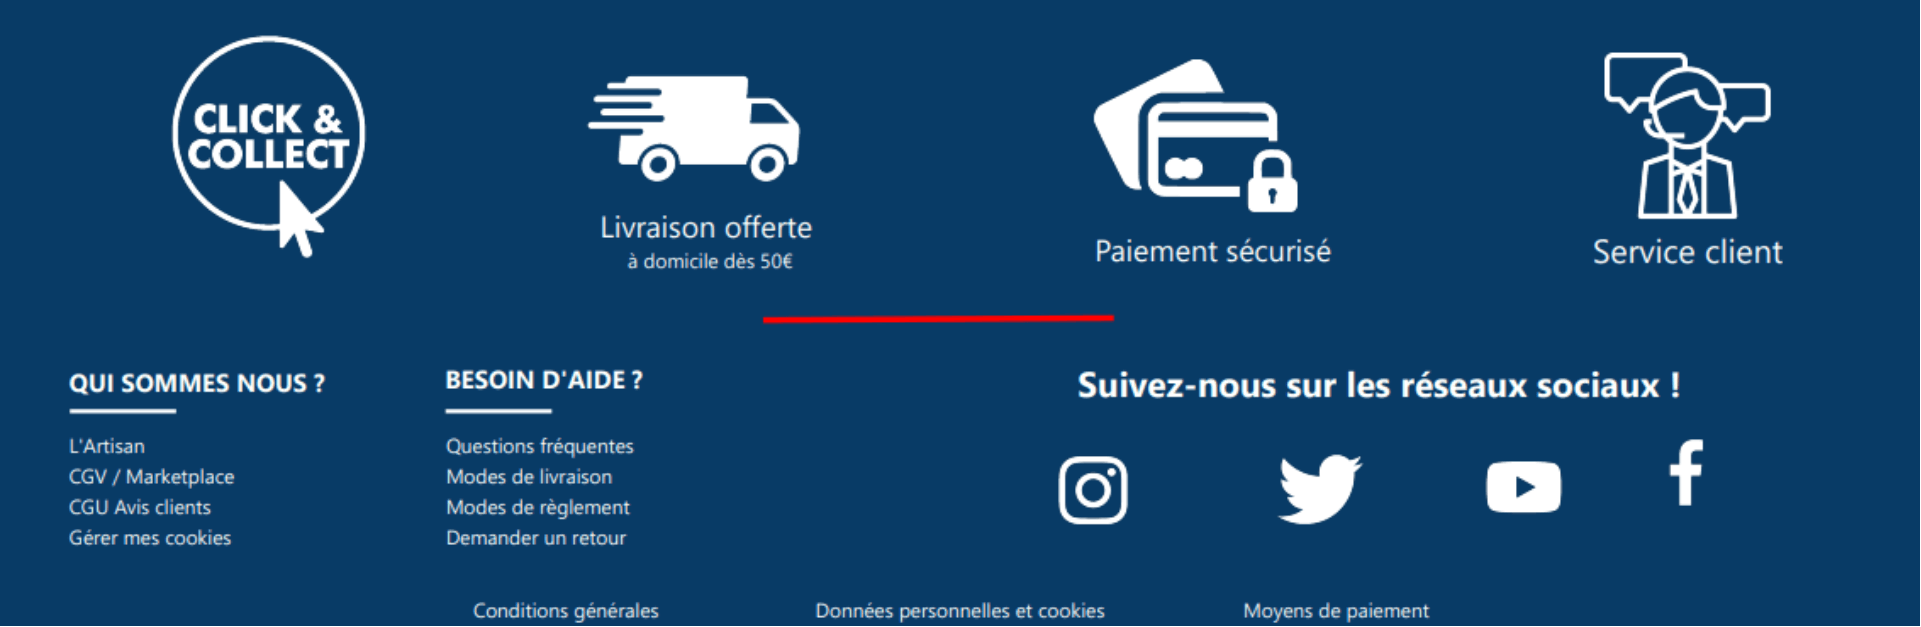 CLICK &
COLLECT
Livraison offerte
à domicile dès 50€
Paiement sécurisé
Service client
QUI SOMMES NOUS ?
L'Artisan
CGV / Marketplace
CGU Avis clients
Gérer mes cookies
BESOIN D'AIDE ?
Questions fréquentes
Modes de livraison
Modes de règlement
Demander un retour
Suivez-nous sur les réseaux sociaux !
Conditions générales
Données personnelles et cookies
Moyens de paiement